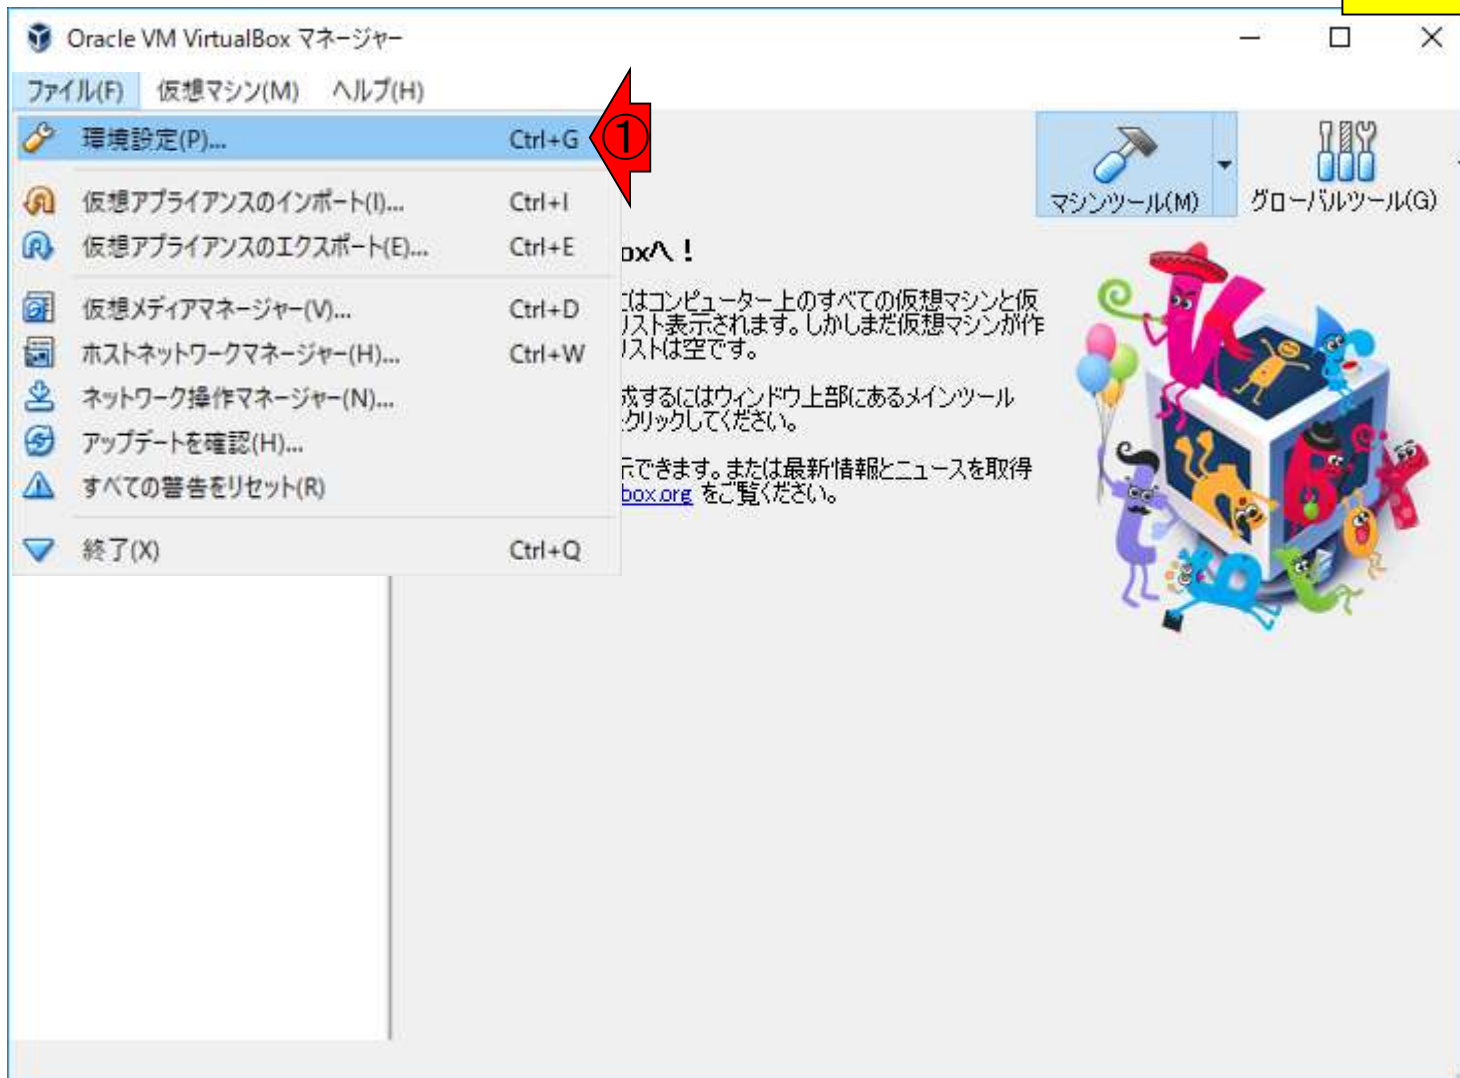 Oracle VM VirtualBox マネージャー
ファイル(F) 仮想マシン(M) ヘルプ(H)
環境設定(P)... Ctrl+G ①
仮想アプライアンスのインポート(I)... Ctrl+I
仮想アプライアンスのエクスポート(E)... Ctrl+E
仮想メディアマネージャー(V)... Ctrl+D
ホストネットワークマネージャー(H)... Ctrl+W
ネットワーク操作マネージャー(N)...
アップデートを確認(H)...
すべての警告をリセット(R)
終了(X) Ctrl+Q
マシンツール(M) グローバルツール(G)
oxへ！
はコンピューター上のすべての仮想マシンと仮
リスト表示されます。しかしまだ仮想マシンが作
リストは空です。
成するにはウィンドウ上部にあるメインツール
クリックしてください。
示できます。または最新情報とニュースを取得
box.org をご覧ください。